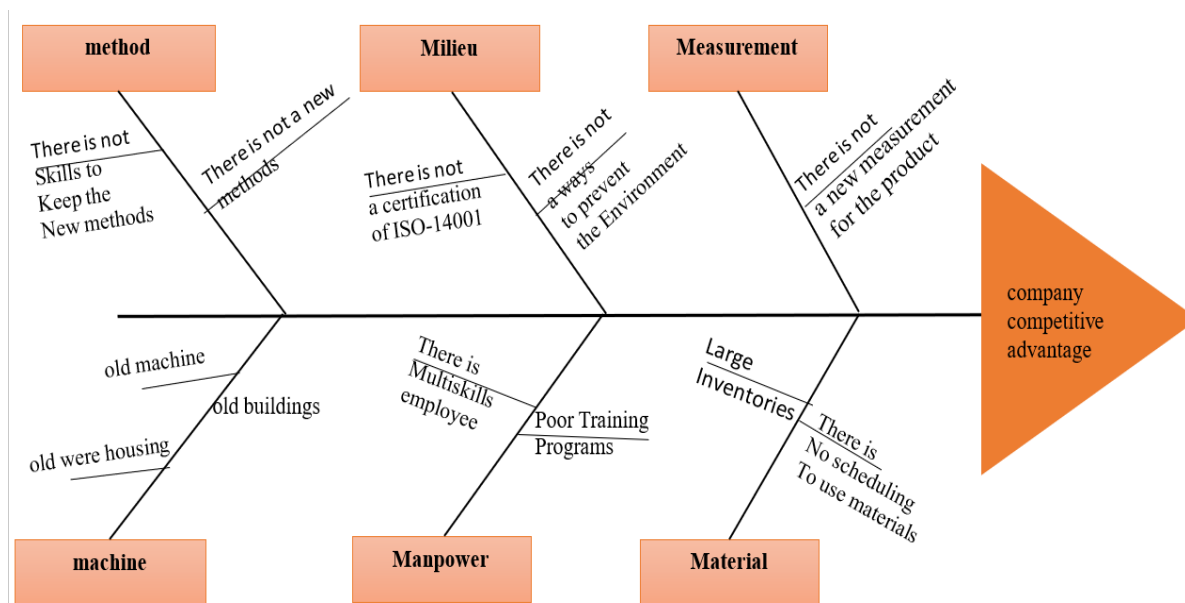 method
Milieu
Measurement
There is not
Skills to
Keep the
New methods
There is not a new
methods
There is not
a certification
of ISO-14001
There is not
a ways
to prevent
the Environment
There is not
a new measurement
for the product
company
competitive
advantage
old machine
old buildings
old were housing
There is
Multiskills
employee
Poor Training
Programs
Large
Inventories
There is
No scheduling
To use materials
machine
Manpower
Material